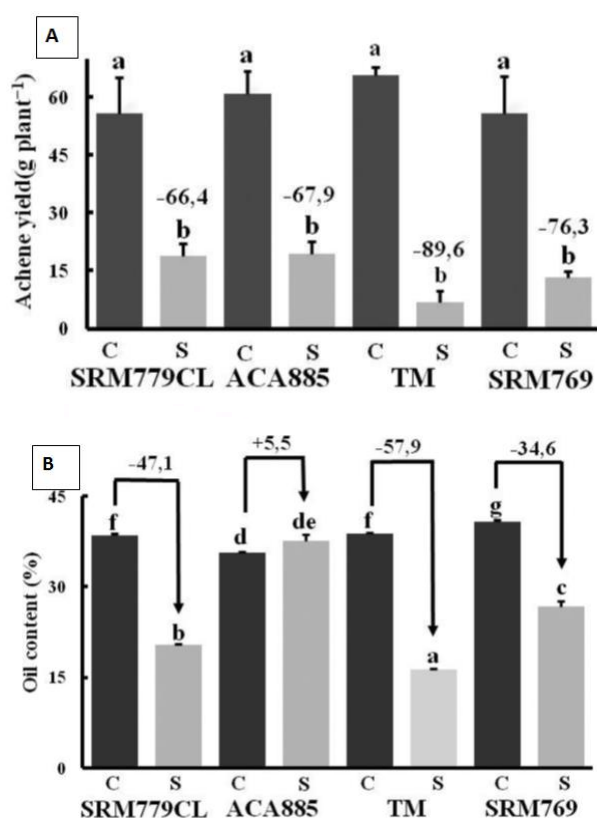 A
Achene yield(g plant⁻¹)
60
45
30
15
0
a
-66,4
b
a
-67,9
b
a
-89,6
b
a
-76,3
b
C S C S C S C S
SRM779CL ACA885 TM SRM769
B
Oil content (%)
45
30
15
0
-47,1
+5,5
-57,9
-34,6
f
b
d
de
f
a
g
c
C S C S C S C S
SRM779CL ACA885 TM SRM769